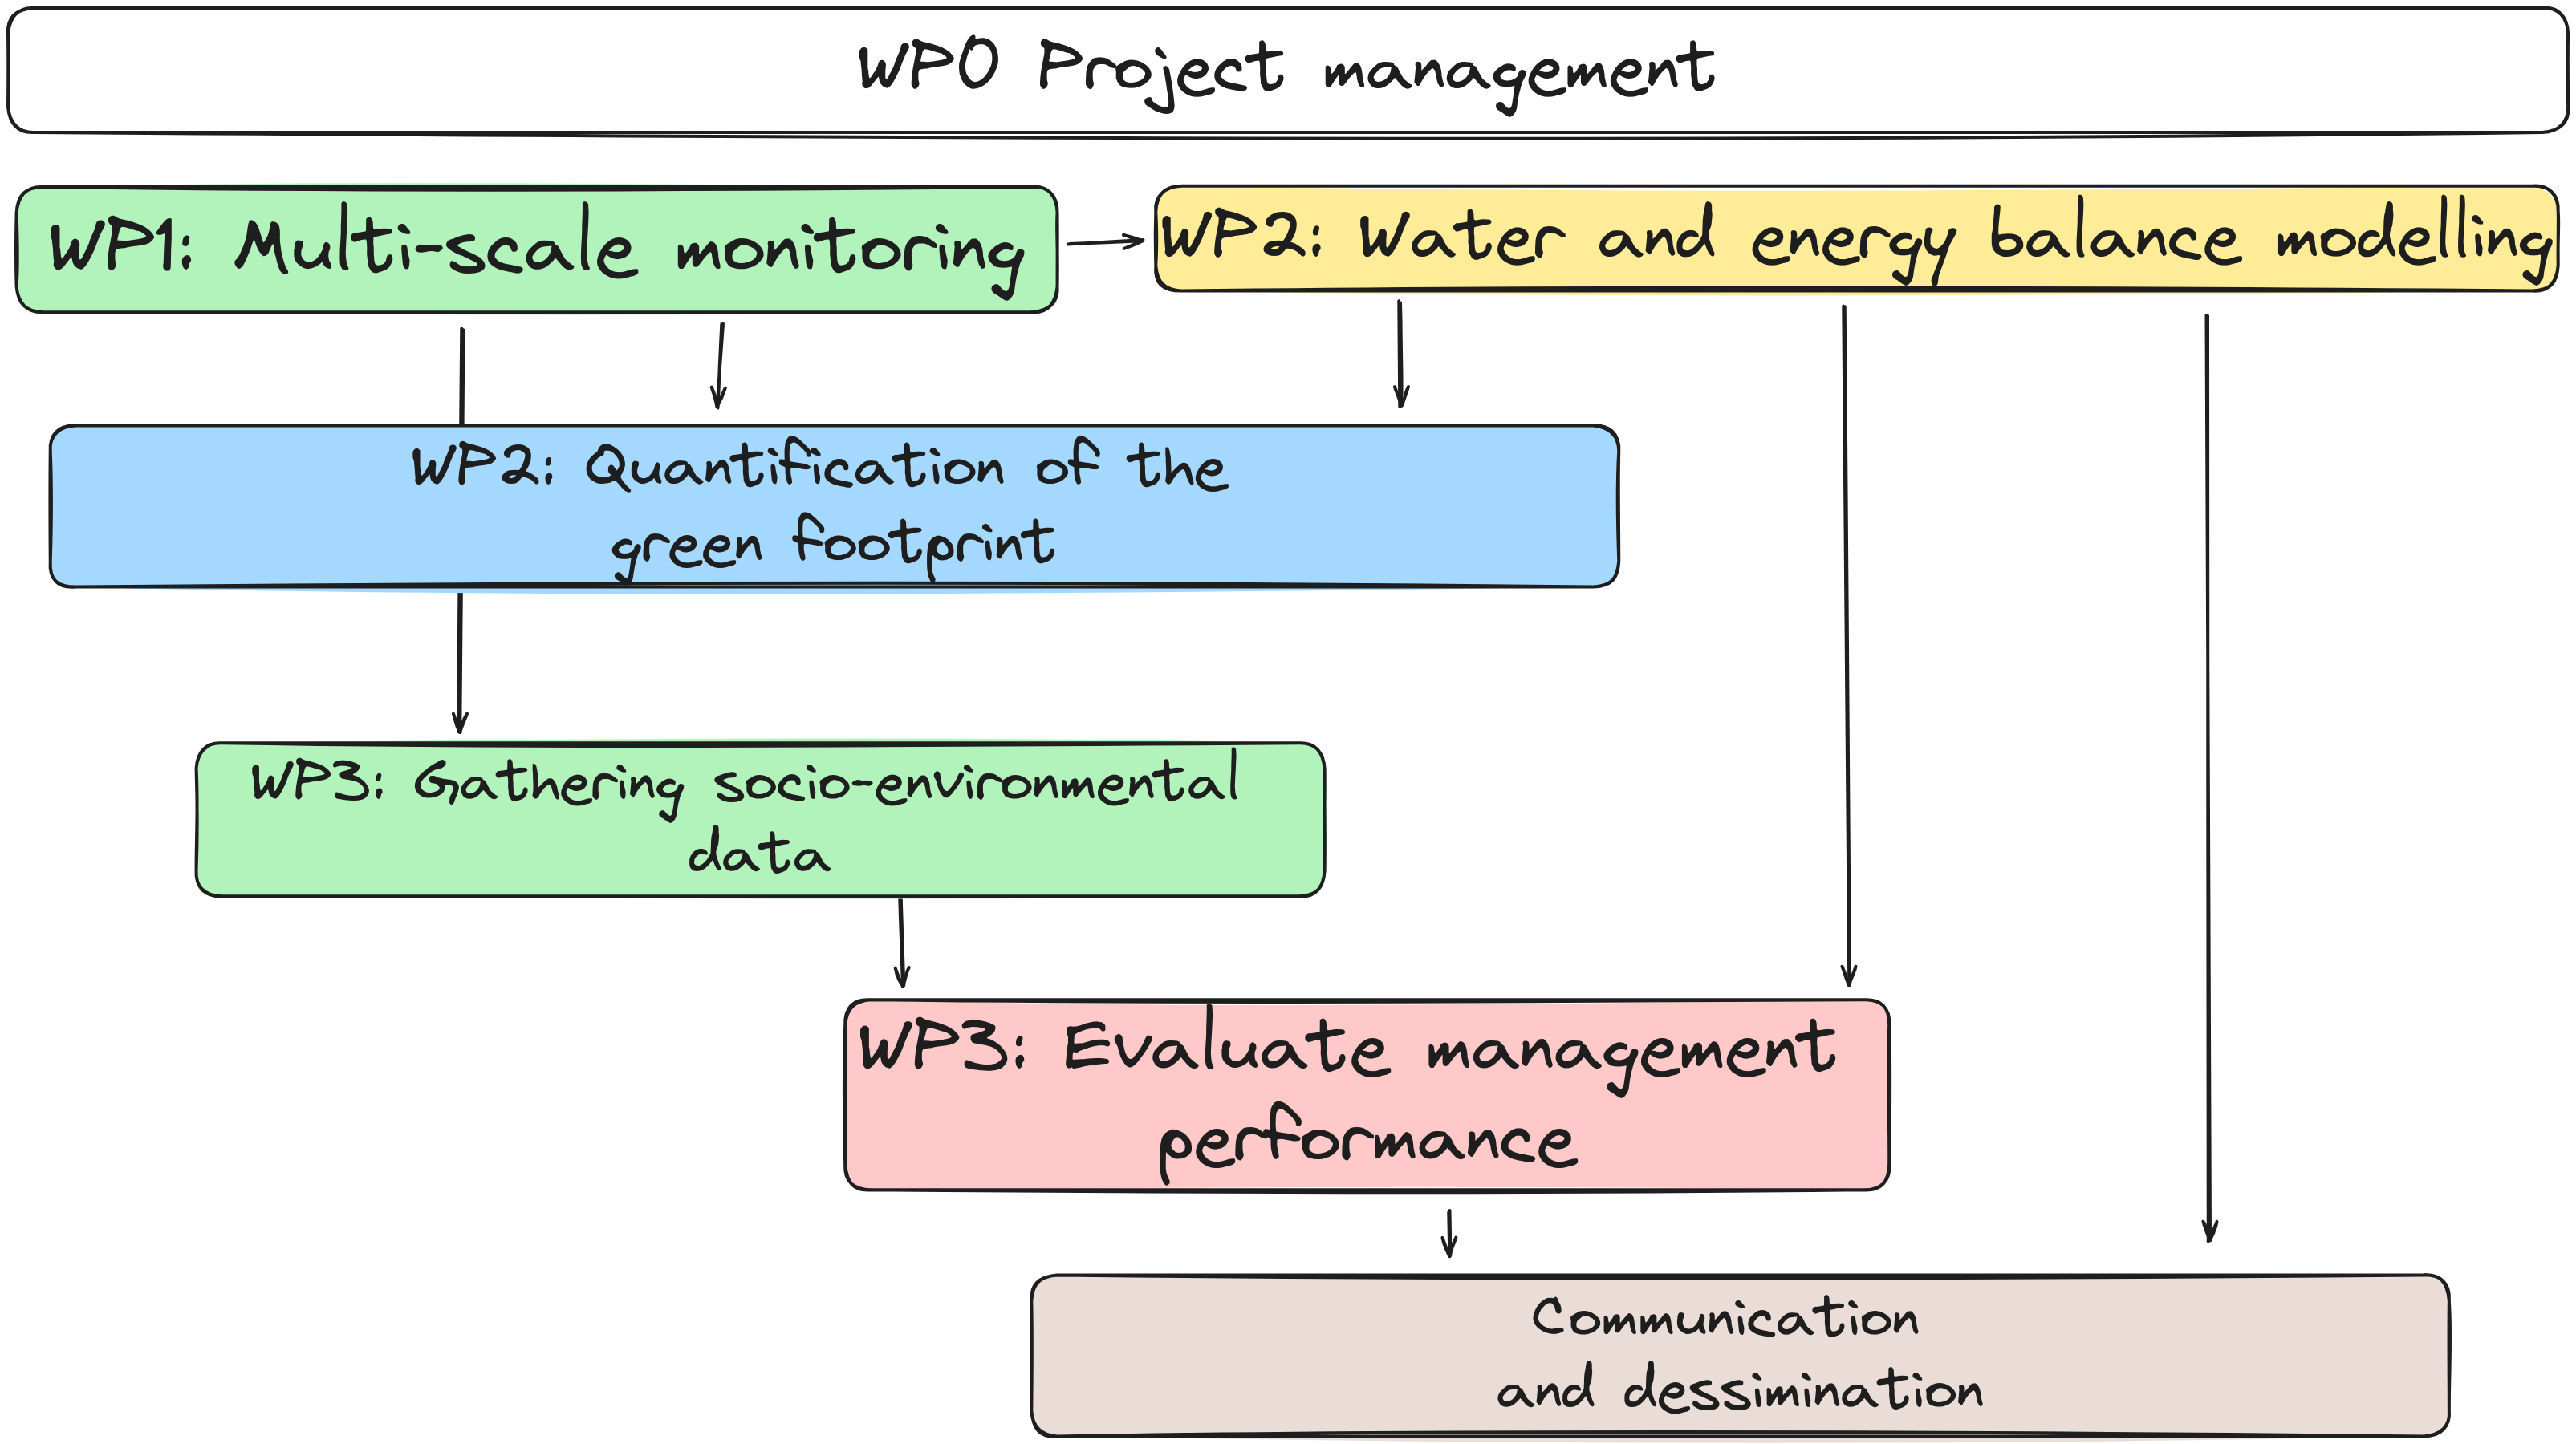 WP0 Project management
WP1: Multi-scale monitoring
WP2: Water and energy balance modelling
WP2: Quantification of the
green footprint
WP3: Gathering socio-environmental
data
WP3: Evaluate management
performance
Communication
and dessimination